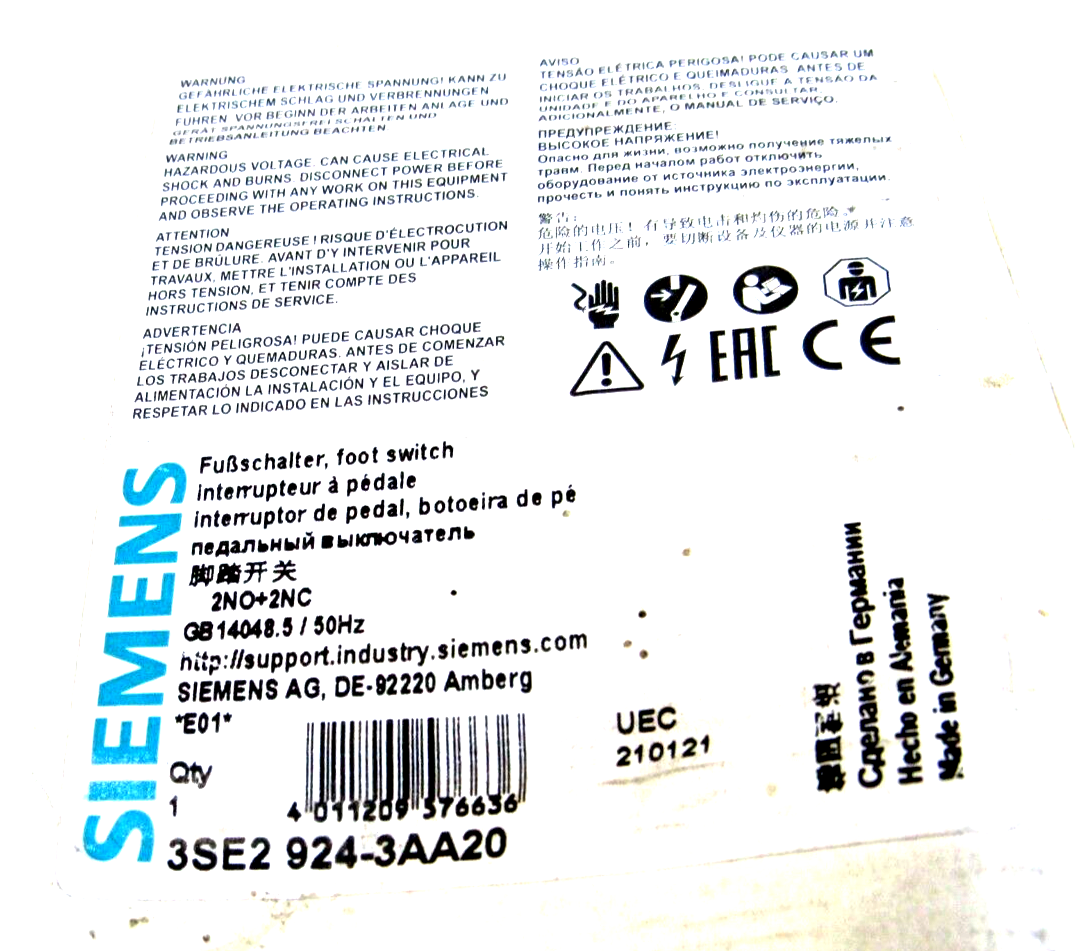 WARNUNG
GEFÄHRLICHE ELEKTRISCHE SPANNUNG! KANN ZU
ELEKTRISCHEM SCHLAG UND VERBRENNUNGEN
FÜHREN. VOR BEGINN DER ARBEITEN ANLAGE UND
GERÄT SPANNUNGSFREI SCHALTEN UND
BETRIEBSANLEITUNG BEACHTEN.
WARNING
HAZARDOUS VOLTAGE. CAN CAUSE ELECTRICAL
SHOCK AND BURNS. DISCONNECT POWER BEFORE
PROCEEDING WITH ANY WORK ON THIS EQUIPMENT
AND OBSERVE THE OPERATING INSTRUCTIONS.
ATTENTION
TENSION DANGEREUSE ! RISQUE D'ÉLECTROCUTION
ET DE BRÛLURE. AVANT D'Y INTERVENIR POUR
TRAVAUX, METTRE L'INSTALLATION OU L'APPAREIL
HORS TENSION, ET TENIR COMPTE DES
INSTRUCTIONS DE SERVICE.
ADVERTENCIA
¡TENSIÓN PELIGROSA! PUEDE CAUSAR CHOQUE
ELÉCTRICO Y QUEMADURAS. ANTES DE COMENZAR
LOS TRABAJOS DESCONECTAR Y AISLAR DE
ALIMENTACIÓN LA INSTALACIÓN Y EL EQUIPO, Y
RESPETAR LO INDICADO EN LAS INSTRUCCIONES
AVISO
TENSÃO ELÉTRICA PERIGOSA! PODE CAUSAR UM
CHOQUE ELÉTRICO E QUEIMADURAS. ANTES DE
INICIAR OS TRABALHOS, DESLIGUE A TENSÃO DA
UNIDADE E DO APARELHO E CONSULTAR,
ADICIONALMENTE, O MANUAL DE SERVIÇO.
ПРЕДУПРЕЖДЕНИЕ:
ВЫСОКОЕ НАПРЯЖЕНИЕ!
Опасно для жизни, возможно получение тяжелых
травм. Перед началом работ отключить
оборудование от источника электроэнергии,
прочесть и понять инструкцию по эксплуатации.
警告:
危险的电压! 有导致电击和灼伤的危险。
开始工作之前, 要切断设备及仪器的电源并注意
操作指南。
EAC CE
SIEMENS
Fußschalter, foot switch
interrupteur à pédale
interruptor de pedal, botoeira de pé
педальный выключатель
脚踏开关
2NO+2NC
GB14048.5 / 50Hz
http://support.industry.siemens.com
SIEMENS AG, DE-92220 Amberg
*E01*
Qty
1
4 011209 576636
3SE2 924-3AA20
UEC
210121
Сделано в Германии
Hecho en Alemania
Made in Germany